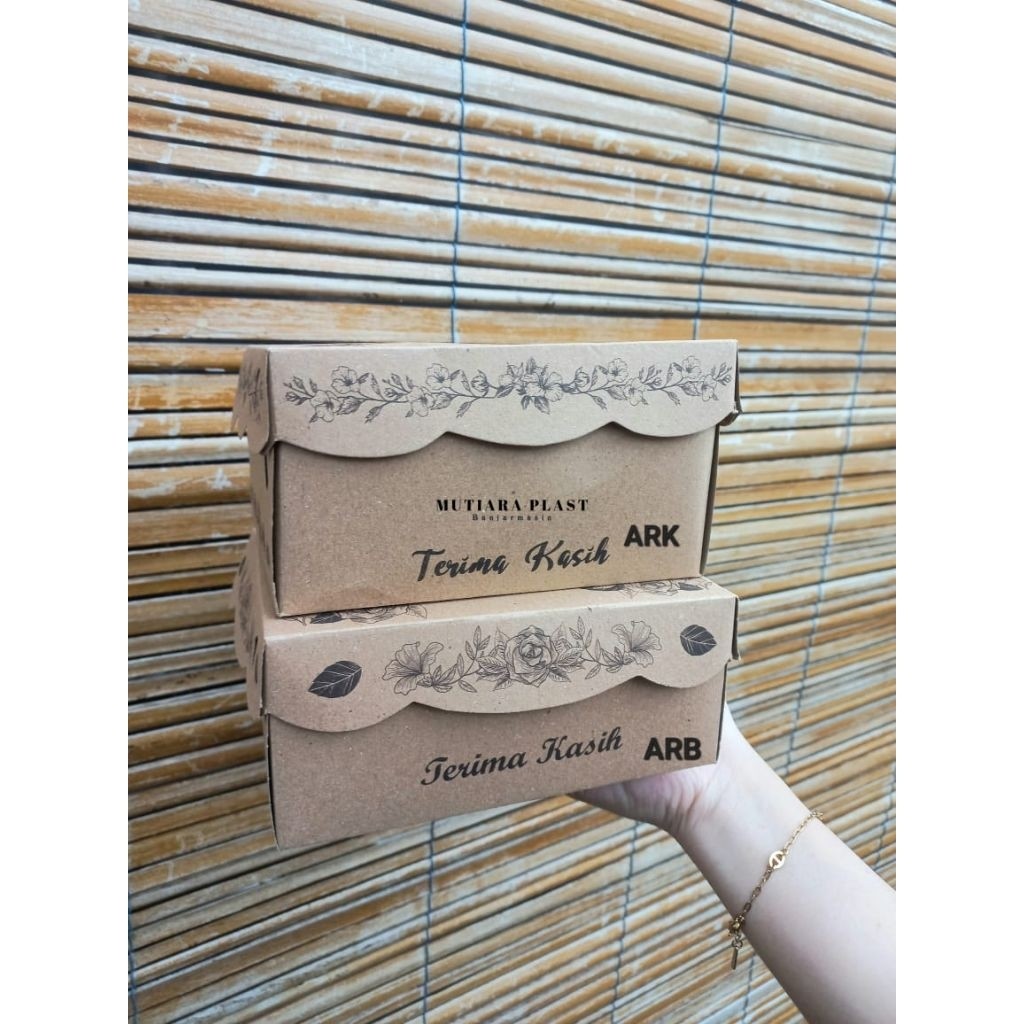 MUTIARA PLAST
Banjarmasin
Terima Kasih
ARK
Terima Kasih
ARB